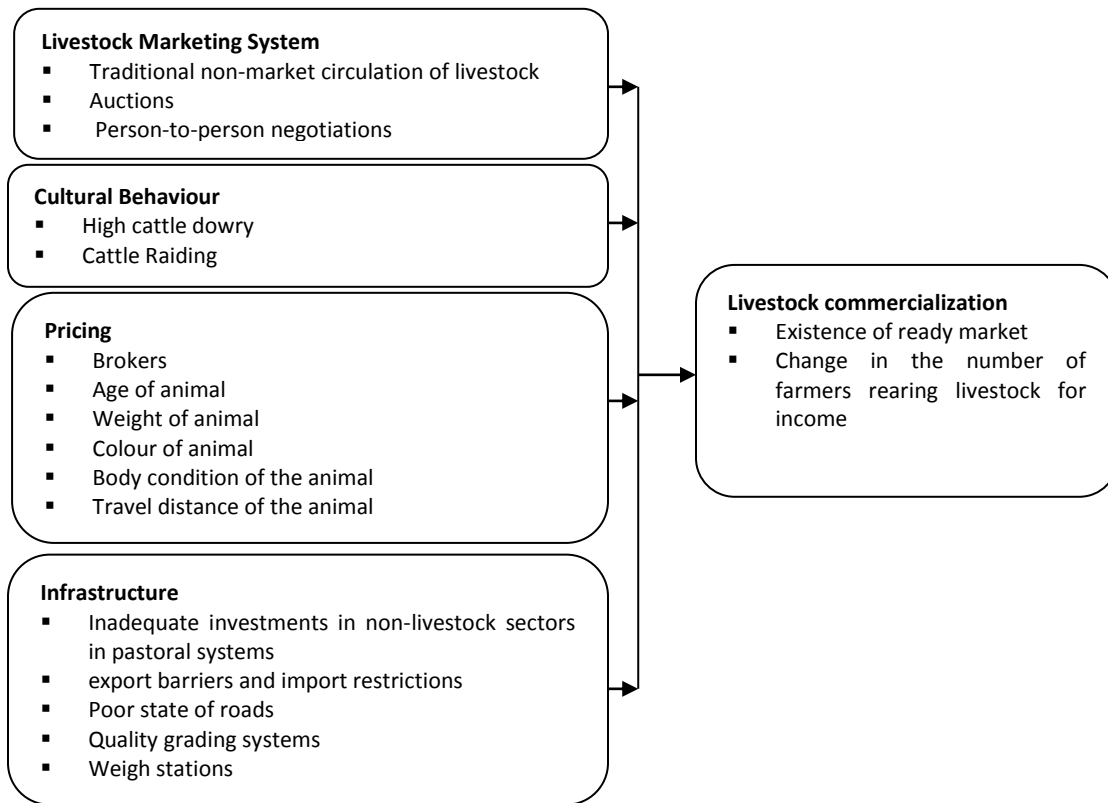 Livestock Marketing System
▪ Traditional non-market circulation of livestock
▪ Auctions
▪ Person-to-person negotiations
Cultural Behaviour
▪ High cattle dowry
▪ Cattle Raiding
Pricing
▪ Brokers
▪ Age of animal
▪ Weight of animal
▪ Colour of animal
▪ Body condition of the animal
▪ Travel distance of the animal
Infrastructure
▪ Inadequate investments in non-livestock sectors
in pastoral systems
▪ export barriers and import restrictions
▪ Poor state of roads
▪ Quality grading systems
▪ Weigh stations
Livestock commercialization
▪ Existence of ready market
▪ Change in the number of
farmers rearing livestock for
income